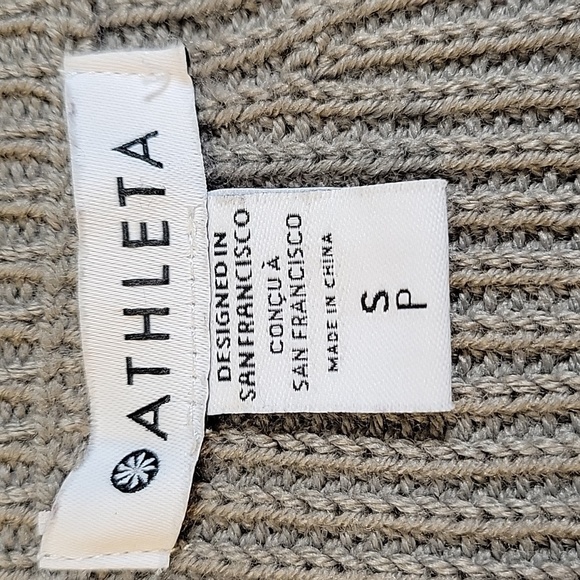 ATHLETA
DESIGNED IN
SAN FRANCISCO
CONÇU À
SAN FRANCISCO
MADE IN CHINA
S
P